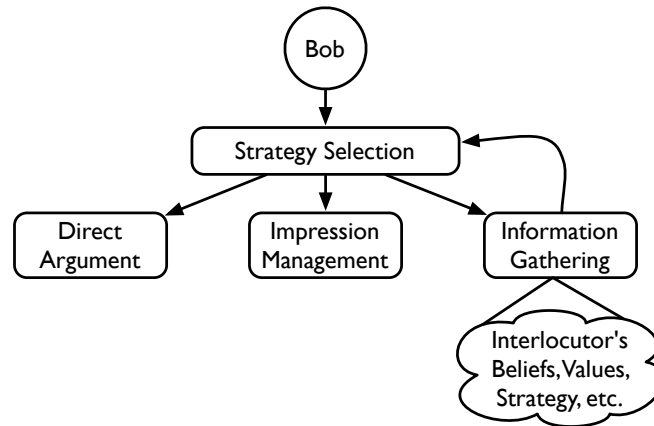 Bob
Strategy Selection
Direct
Argument
Impression
Management
Information
Gathering
Interlocutor's
Beliefs, Values,
Strategy, etc.